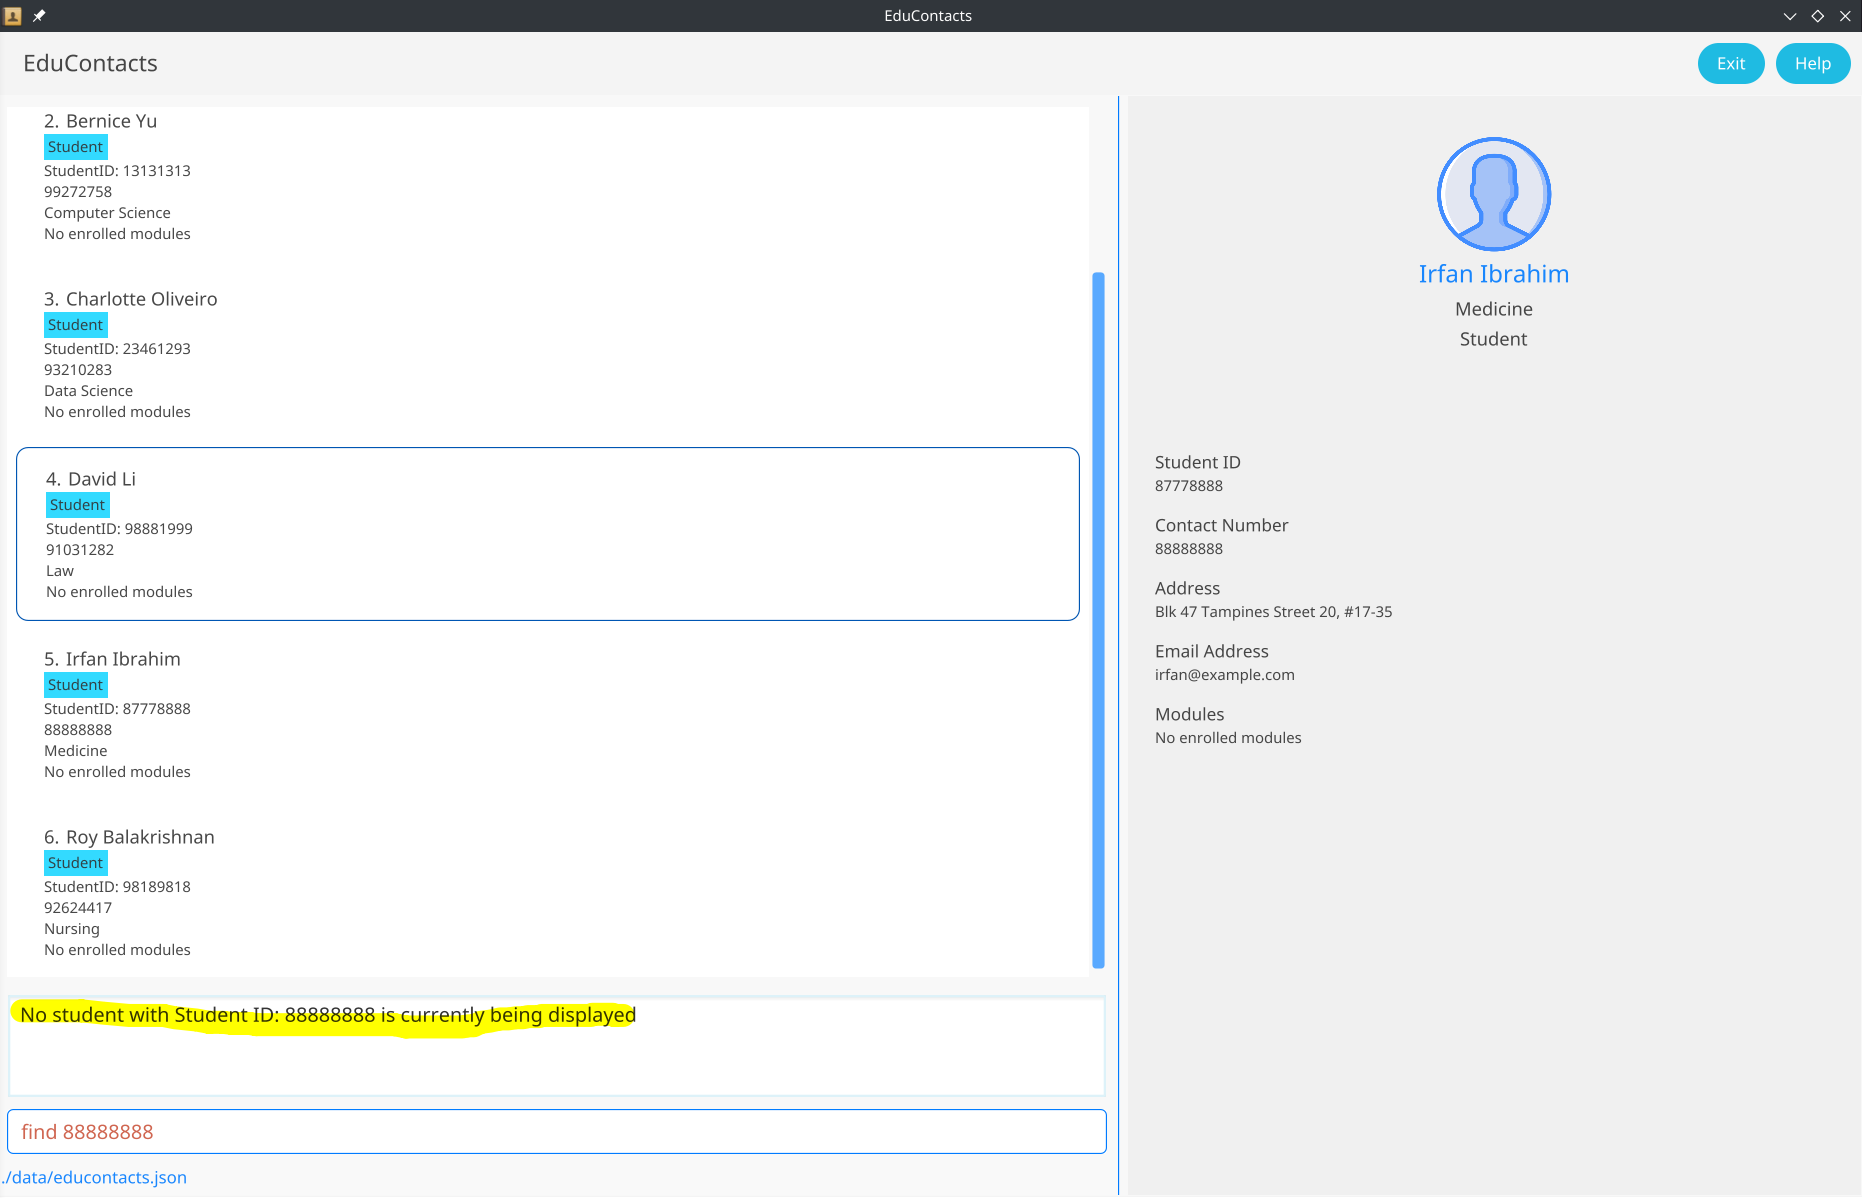 EduContacts
EduContacts
Exit
Help
2. Bernice Yu
Student
StudentID: 13131313
99272758
Computer Science
No enrolled modules
3. Charlotte Oliveiro
Student
StudentID: 23461293
93210283
Data Science
No enrolled modules
4. David Li
Student
StudentID: 98881999
91031282
Law
No enrolled modules
5. Irfan Ibrahim
Student
StudentID: 87778888
88888888
Medicine
No enrolled modules
6. Roy Balakrishnan
Student
StudentID: 98189818
92624417
Nursing
No enrolled modules
No student with Student ID: 88888888 is currently being displayed
find 88888888
./data/educontacts.json
Irfan Ibrahim
Medicine
Student
Student ID
87778888
Contact Number
88888888
Address
Blk 47 Tampines Street 20, #17-35
Email Address
irfan@example.com
Modules
No enrolled modules